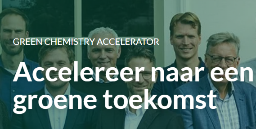 GREEN CHEMISTRY ACCELERATOR
Accelereer naar een
groene toekomst